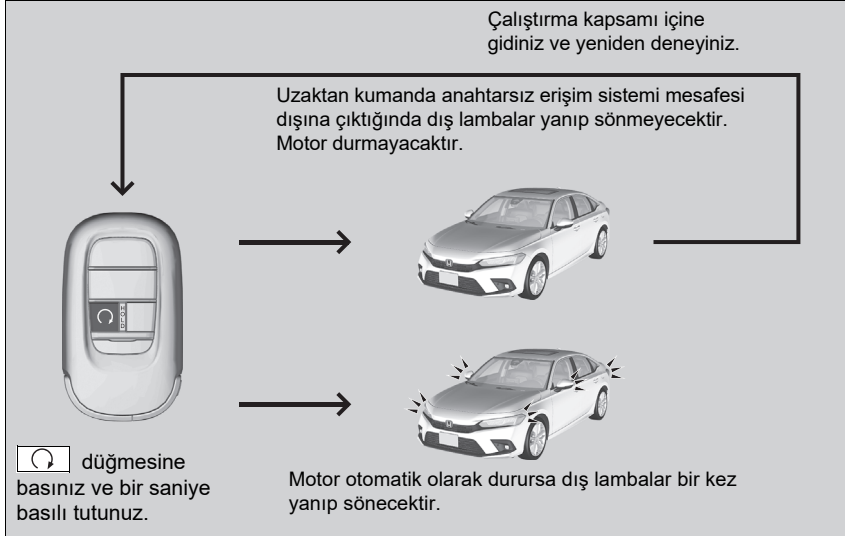 Çalıştırma kapsamı içine
gidiniz ve yeniden deneyiniz.
Uzaktan kumanda anahtarsız erişim sistemi mesafesi
dışına çıktığında dış lambalar yanıp sönmeyecektir.
Motor durmayacaktır.
HOLD
düğmesine
basınız ve bir saniye
basılı tutunuz.
Motor otomatik olarak durursa dış lambalar bir kez
yanıp sönecektir.